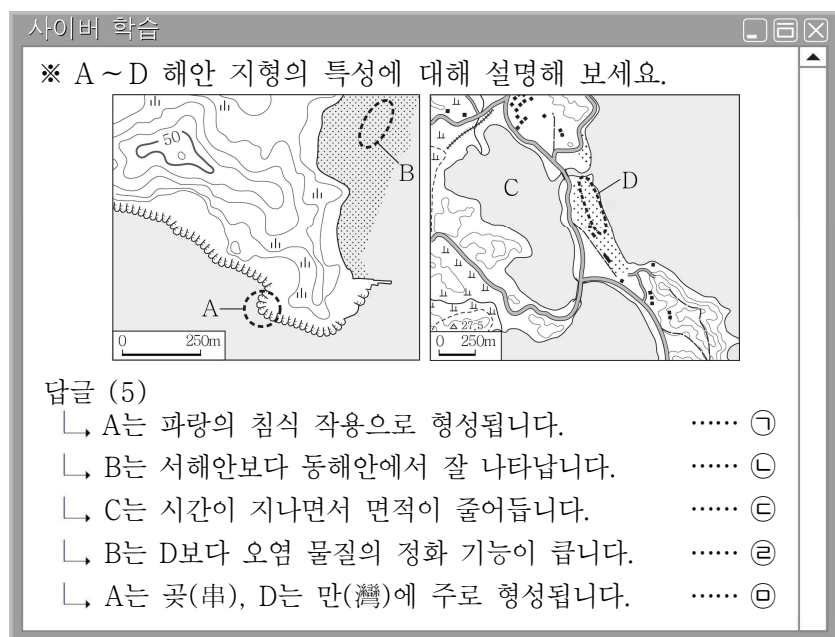 사이버 학습
※ A~D 해안 지형의 특성에 대해 설명해 보세요.
50
B
A
0 250m
C
D
△ 27.5
0 250m
답글 (5)
A는 파랑의 침식 작용으로 형성됩니다. …… ㉠
B는 서해안보다 동해안에서 잘 나타납니다. …… ㉡
C는 시간이 지나면서 면적이 줄어듭니다. …… ㉢
B는 D보다 오염 물질의 정화 기능이 큽니다. …… ㉣
A는 곶(串), D는 만(灣)에 주로 형성됩니다. …… ㉤